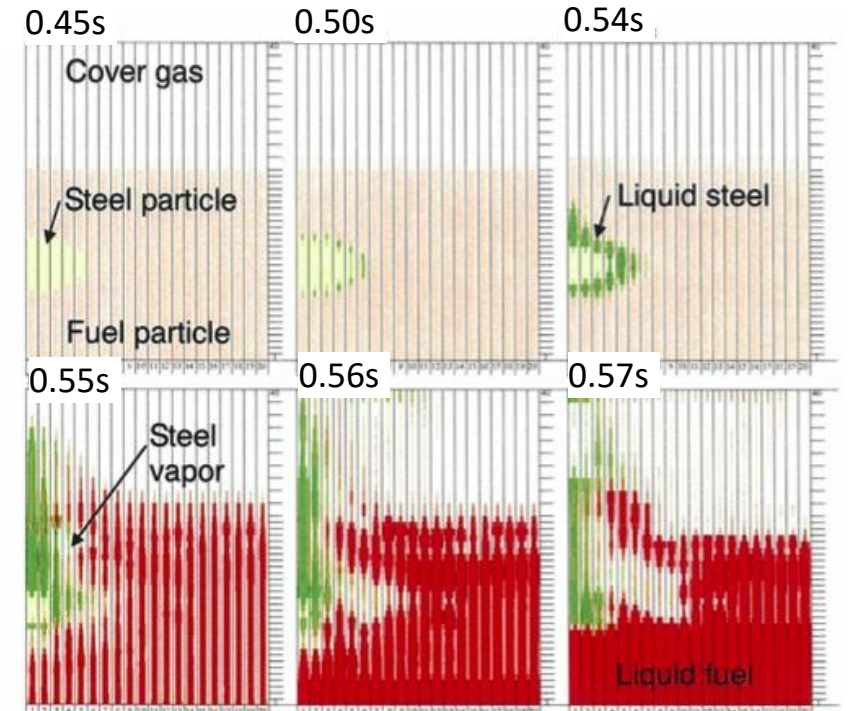 0.45s
0.50s
0.54s
Cover gas
Steel particle
Liquid steel
Fuel particle
0.55s
0.56s
0.57s
Steel
vapor
Liquid fuel